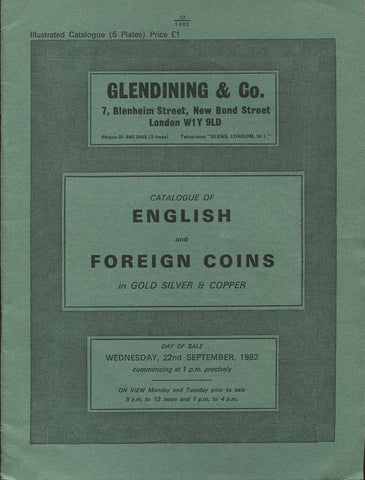 12
1982
Illustrated Catalogue (5 Plates) Price £1
GLENDINING & Co.
7, Blenheim Street, New Bond Street
London W1Y 9LD
Phone 01-493 2445 (3 lines) Telegrams "GLENS, LONDON, W.1."
CATALOGUE OF
ENGLISH
and
FOREIGN COINS
in GOLD SILVER & COPPER
DAY OF SALE
WEDNESDAY, 22nd SEPTEMBER, 1982
commencing at 1 p.m. precisely
ON VIEW Monday and Tuesday prior to sale
9 a.m. to 12 noon and 1 p.m. to 4 p.m.